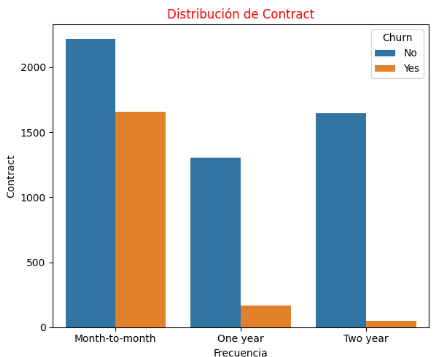 Distribución de Contract
Churn
No
Yes
2000
1500
1000
500
0
Contract
Month-to-month
One year
Two year
Frecuencia